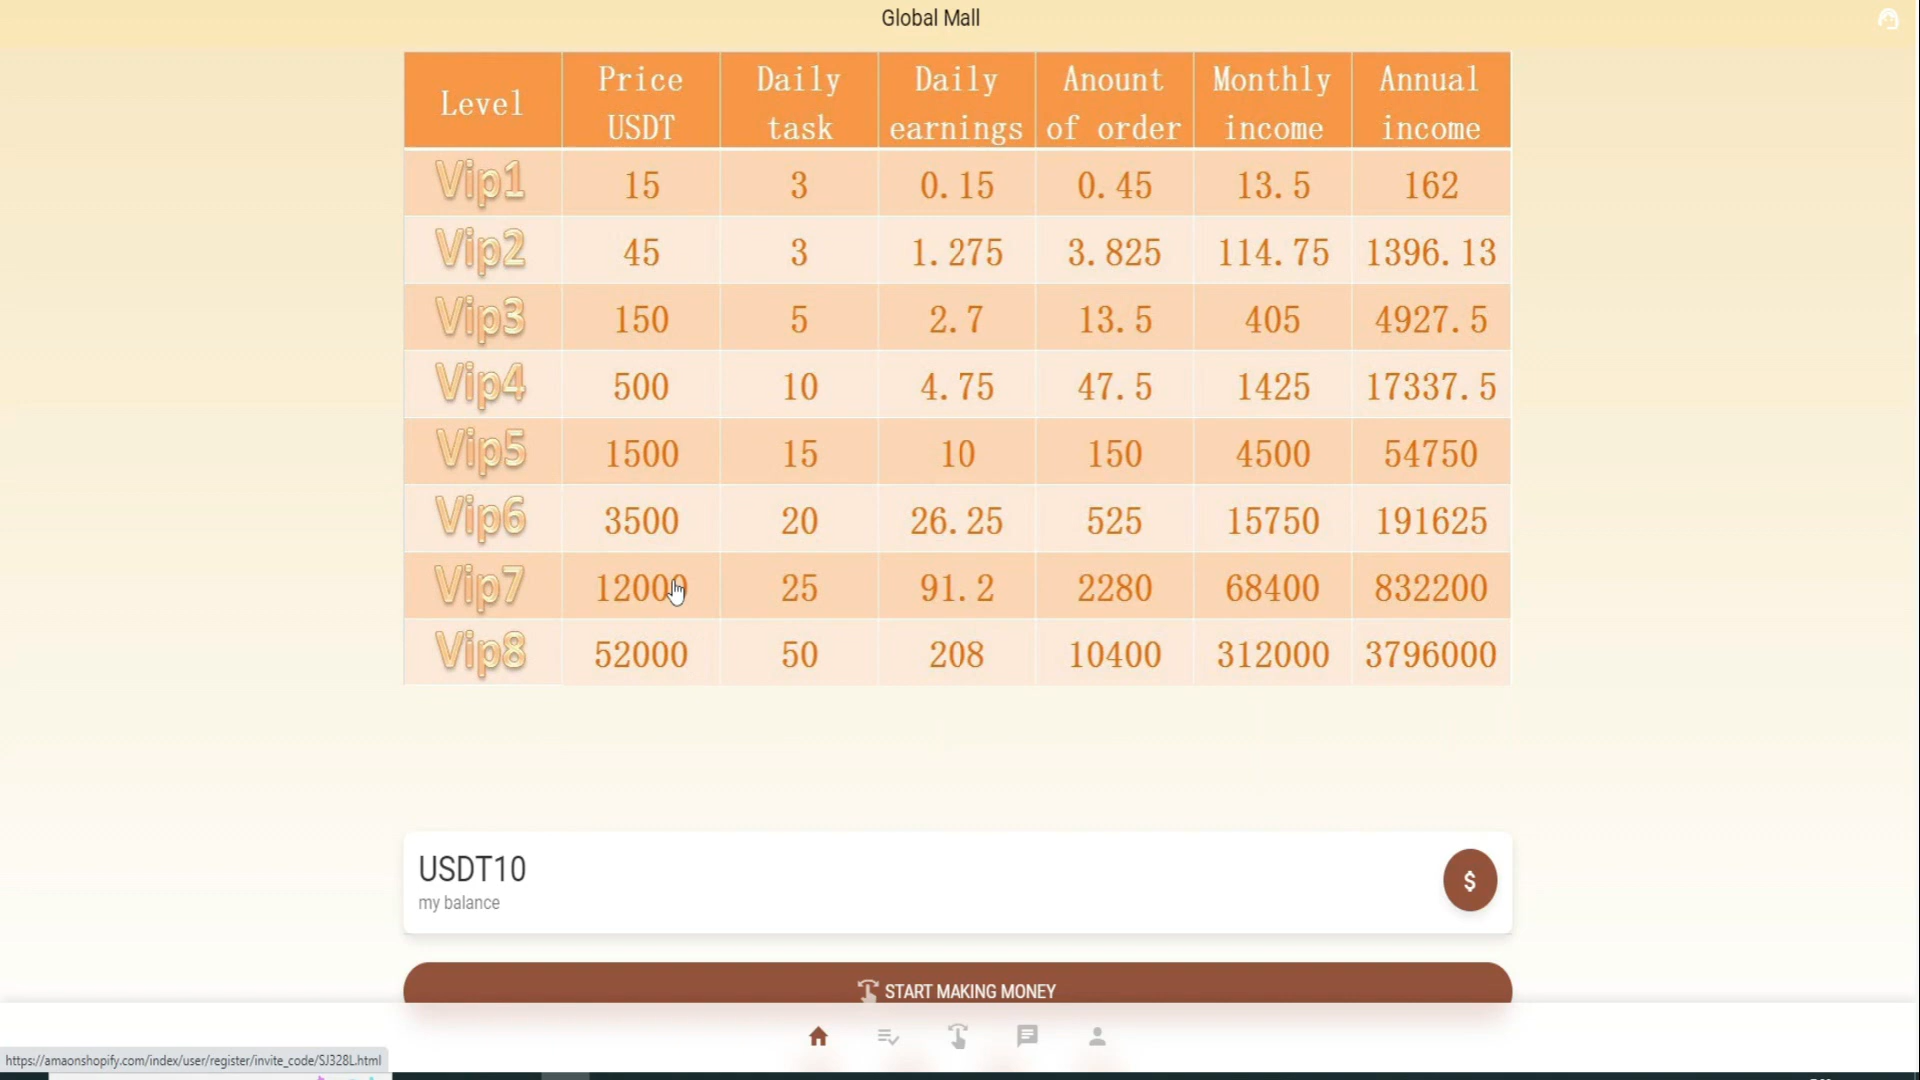 Global Mall
Level Price USDT Daily task Daily earnings Anount of order Monthly income Annual income
Vip1 15 3 0.15 0.45 13.5 162
Vip2 45 3 1.275 3.825 114.75 1396.13
Vip3 150 5 2.7 13.5 405 4927.5
Vip4 500 10 4.75 47.5 1425 17337.5
Vip5 1500 15 10 150 4500 54750
Vip6 3500 20 26.25 525 15750 191625
Vip7 12000 25 91.2 2280 68400 832200
Vip8 52000 50 208 10400 312000 3796000
USDT10
my balance
$
START MAKING MONEY
https://amaonshopify.com/index/user/register/invite_code/SJ328L.html